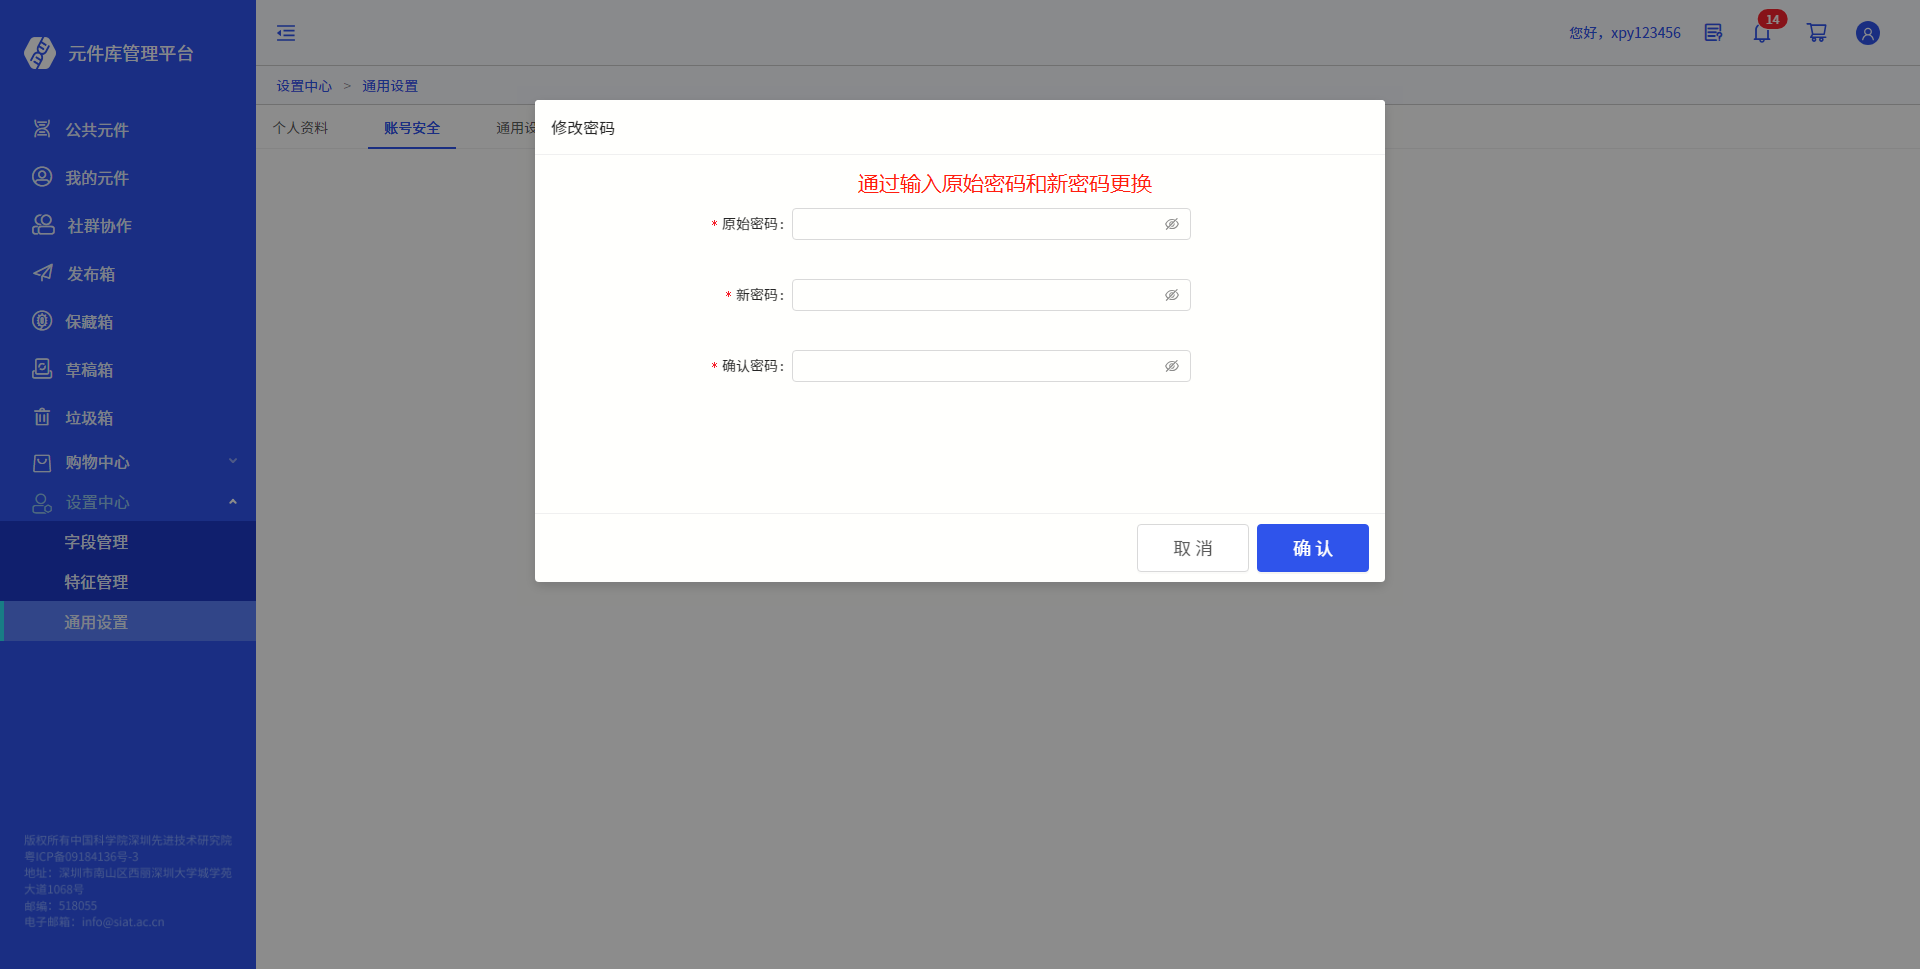 元件库管理平台
您好，xpy123456
14
设置中心 > 通用设置
个人资料
账号安全
通用设
公共元件
我的元件
社群协作
发布箱
保藏箱
草稿箱
垃圾箱
购物中心
设置中心
字段管理
特征管理
通用设置
修改密码
通过输入原始密码和新密码更换
* 原始密码：
* 新密码：
* 确认密码：
取 消
确 认
版权所有中国科学院深圳先进技术研究院
粤ICP备09184136号-3
地址：深圳市南山区西丽深圳大学城学苑
大道1068号
邮编：518055
电子邮箱：info@siat.ac.cn